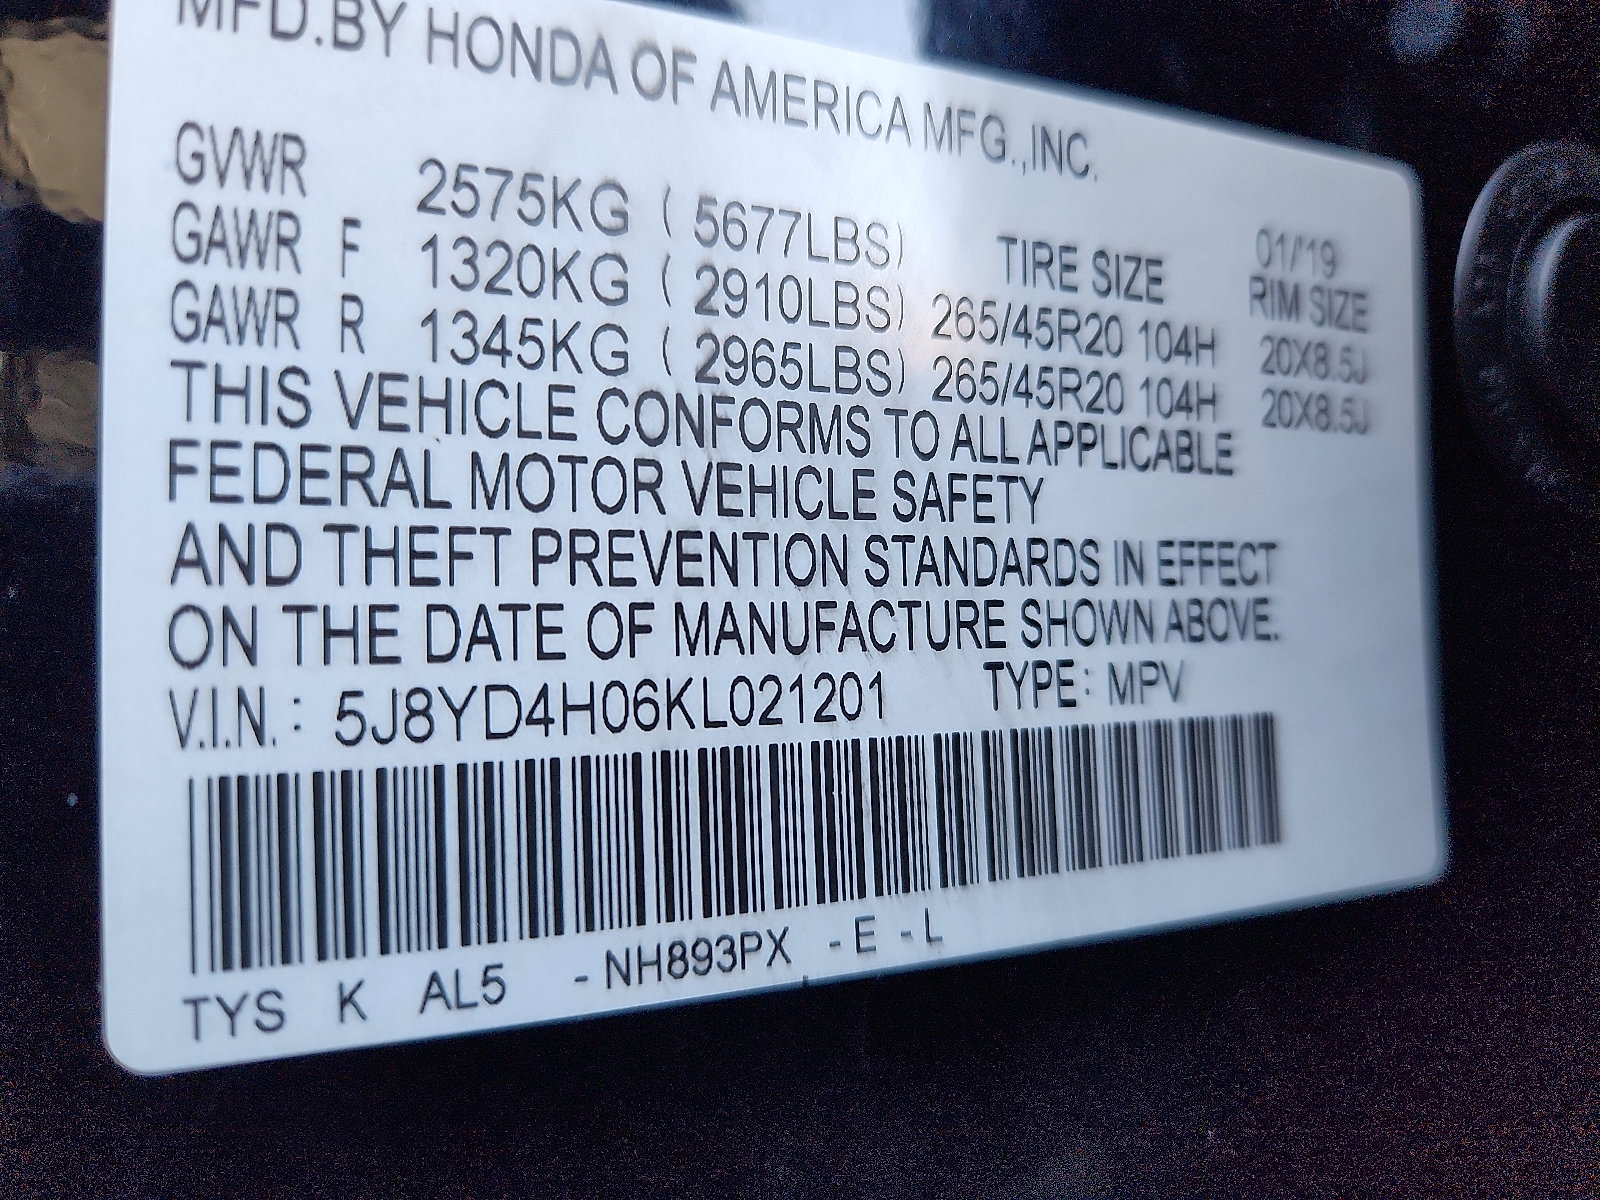 MFD.BY HONDA OF AMERICA MFG.,INC.
01/'19
GVWR 2575KG ( 5677LBS) TIRE SIZE RIM SIZE
GAWR F 1320KG ( 2910LBS) 265/45R20 104H 20X8.5J
GAWR R 1345KG ( 2965LBS) 265/45R20 104H 20X8.5J
THIS VEHICLE CONFORMS TO ALL APPLICABLE
FEDERAL MOTOR VEHICLE SAFETY
AND THEFT PREVENTION STANDARDS IN EFFECT
ON THE DATE OF MANUFACTURE SHOWN ABOVE.
V.I.N.: 5J8YD4H06KL021201 TYPE: MPV
TYS K AL5 -NH893PX -E -L